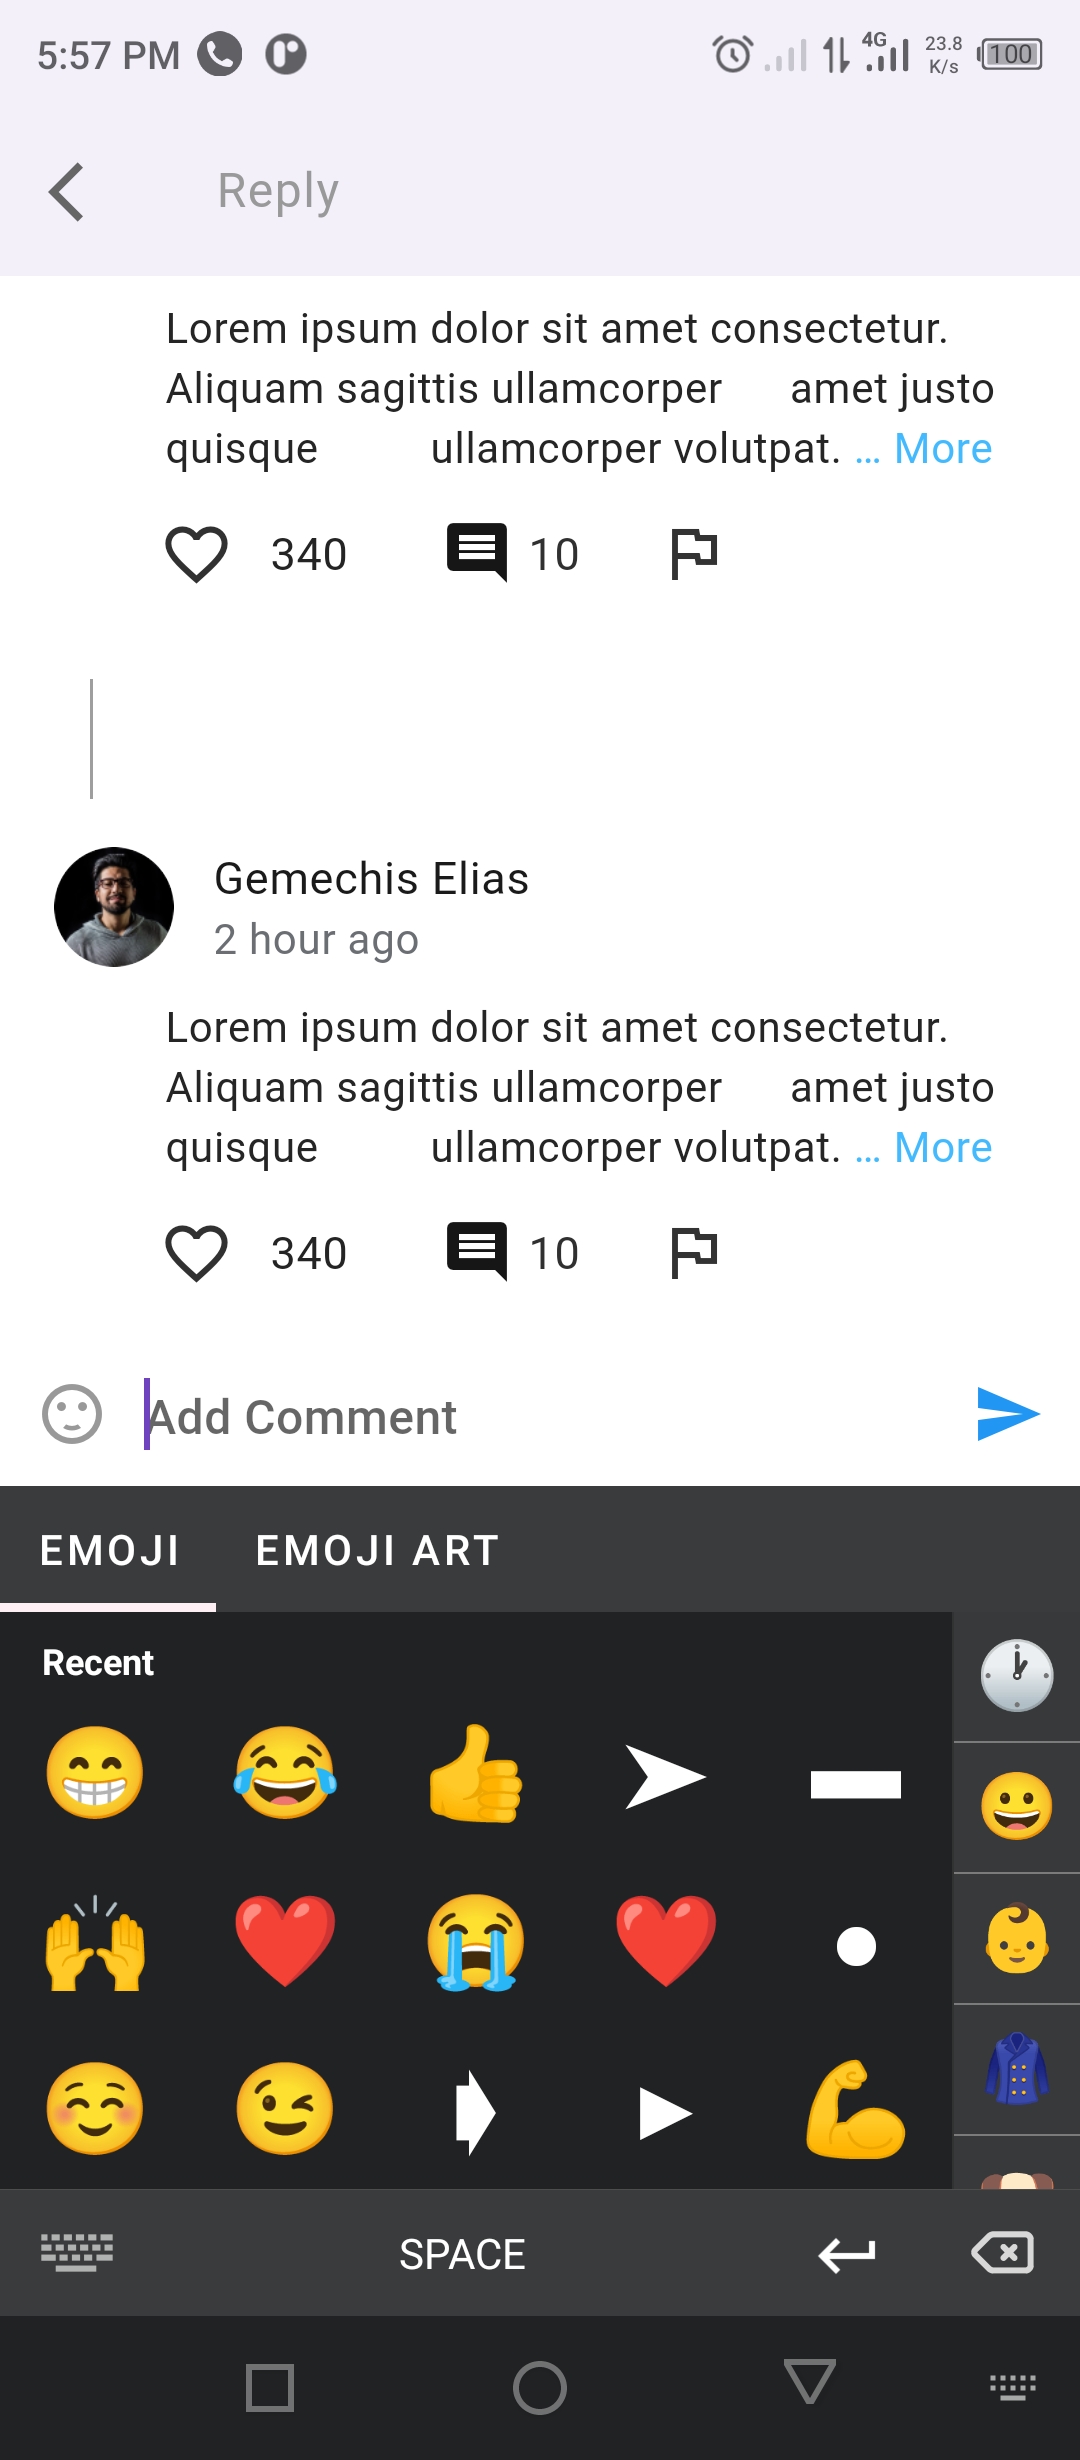 5:57 PM 4G 23.8 K/s 100
Reply
Lorem ipsum dolor sit amet consectetur.
Aliquam sagittis ullamcorper amet justo
quisque ullamcorper volutpat. ... More
340 10
Gemechis Elias
2 hour ago
Lorem ipsum dolor sit amet consectetur.
Aliquam sagittis ullamcorper amet justo
quisque ullamcorper volutpat. ... More
340 10
Add Comment
EMOJI EMOJI ART
Recent
SPACE